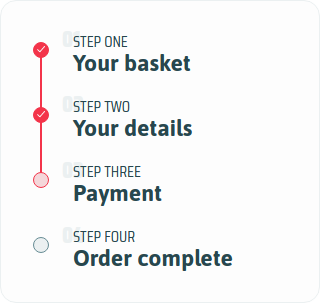 STEP ONE
Your basket
STEP TWO
Your details
STEP THREE
Payment
STEP FOUR
Order complete